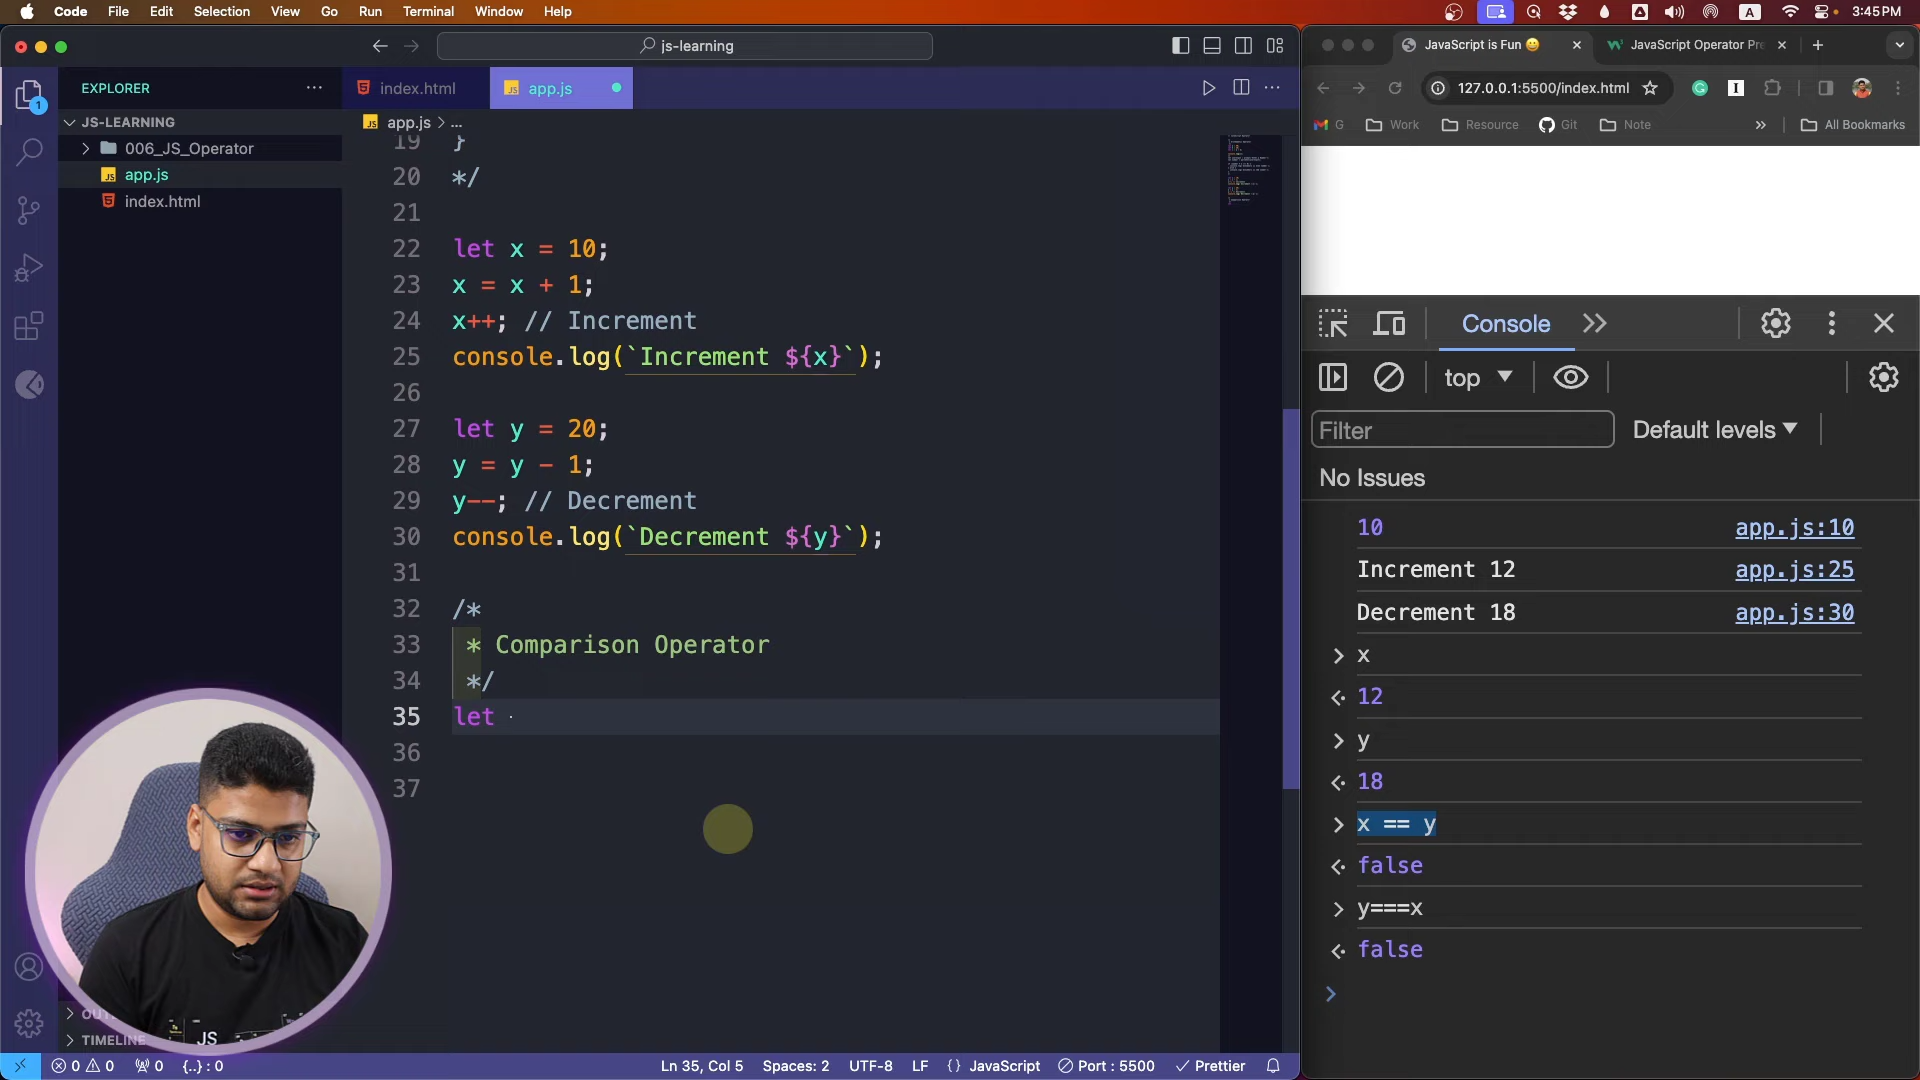 Code File Edit Selection View Go Run Terminal Window Help
A 3:45 PM
js-learning
JavaScript is Fun 😀
JavaScript Operator Pre
EXPLORER
index.html
app.js
127.0.0.1:5500/index.html
JS-LEARNING
app.js > ...
G Work Resource Git Note All Bookmarks
006_JS_Operator
app.js
index.html
19 }
20 */
21
22 let x = 10;
23 x = x + 1;
24 x++; // Increment
25 console.log(`Increment ${x}`);
26
27 let y = 20;
28 y = y - 1;
29 y--; // Decrement
30 console.log(`Decrement ${y}`);
31
32 /*
33 * Comparison Operator
34 */
35 let
36
37
Console
top
Filter
Default levels
No Issues
10 app.js:10
Increment 12 app.js:25
Decrement 18 app.js:30
> x
12
> y
18
> x == y
false
> y===x
false
>
TIMELINE
JS
0 0 0 {..} : 0
Ln 35, Col 5 Spaces: 2 UTF-8 LF {} JavaScript Port : 5500 Prettier